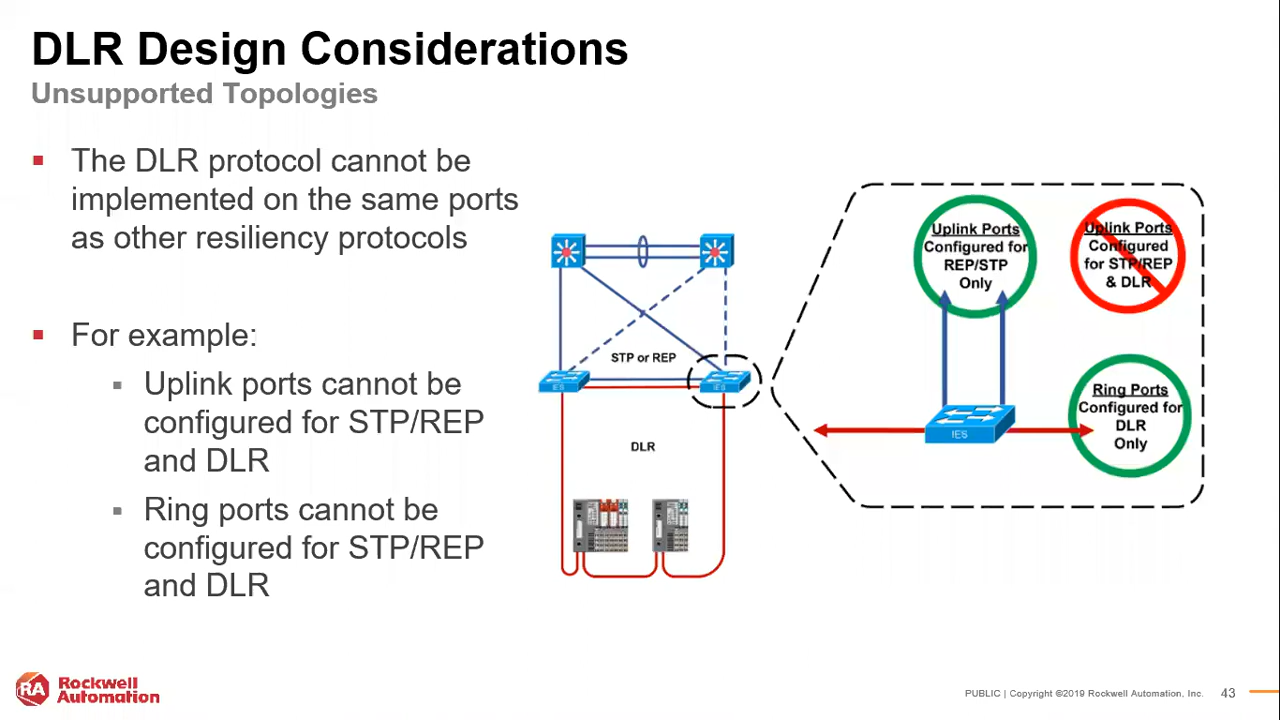 DLR Design Considerations
Unsupported Topologies
▪ The DLR protocol cannot be
implemented on the same ports
as other resiliency protocols
▪ For example:
▪ Uplink ports cannot be
configured for STP/REP
and DLR
▪ Ring ports cannot be
configured for STP/REP
and DLR
STP or REP
IES
IES
DLR
Uplink Ports
Configured for
REP/STP
Only
Uplink Ports
Configured
for STP/REP
& DLR
IES
Ring Ports
Configured for
DLR
Only
RA
Rockwell
Automation
PUBLIC | Copyright ©2019 Rockwell Automation, Inc. 43